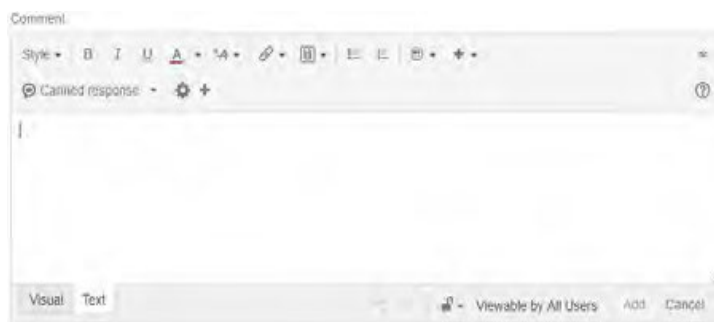 Comment
Style B I U A
Canned response
Visual Text Viewable by All Users Add Cancel